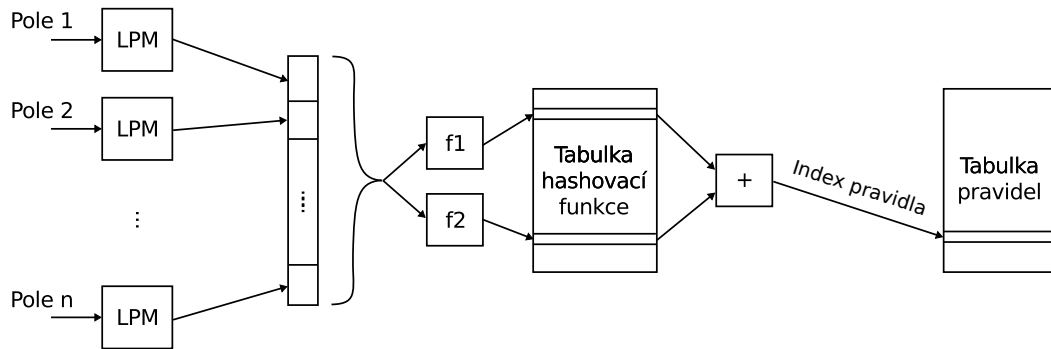 Pole 1
LPM
Pole 2
LPM
...
Pole n
LPM
...
f1
f2
Tabulka
hashovací
funkce
+
Index pravidla
Tabulka
pravidel